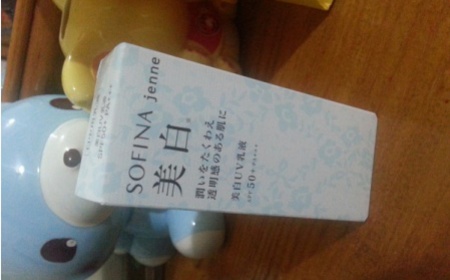 SOFINA jenne
美白
潤いをたくわえ
透明感のある肌に
美白UV乳液
SPF50+ PA++++